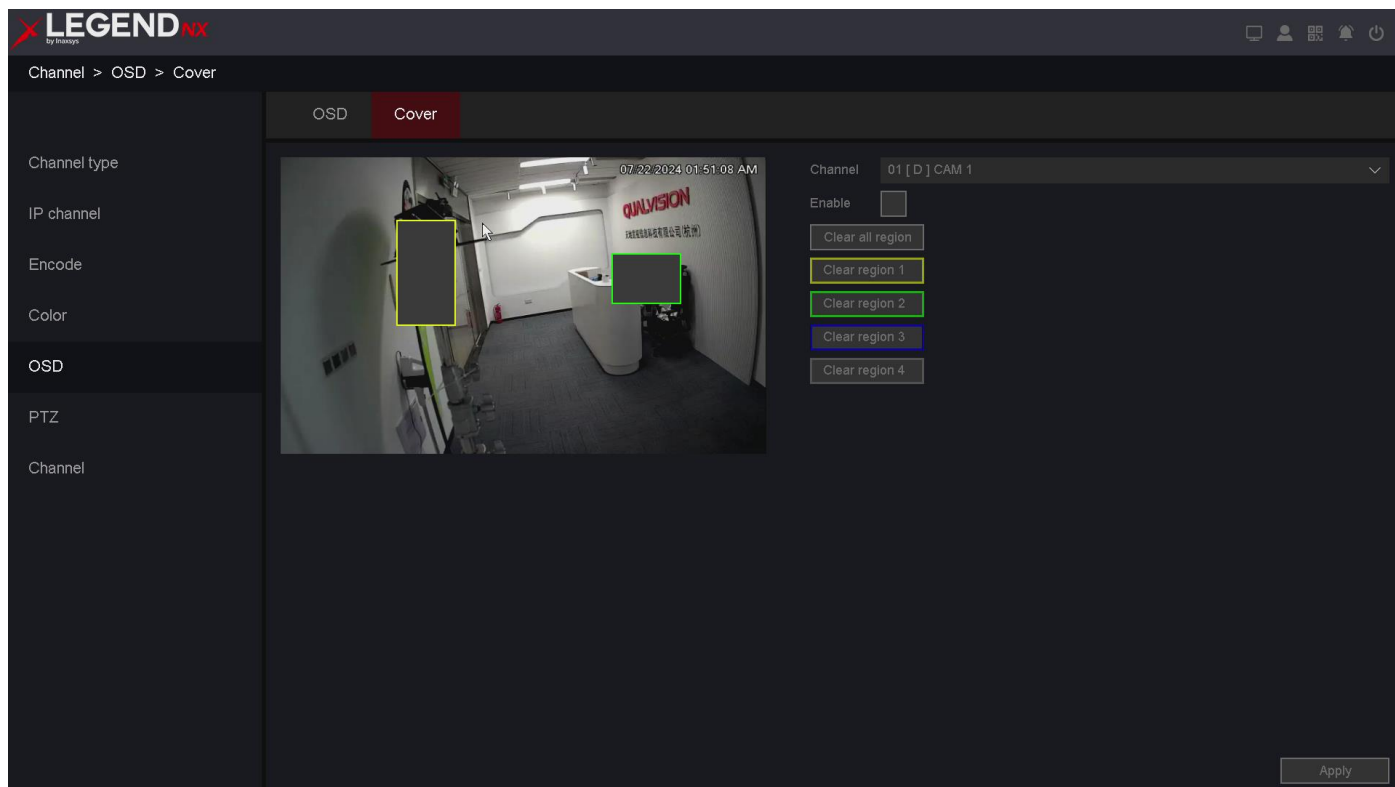 LEGEND NX
by Inaxsys
Channel > OSD > Cover
OSD
Cover
Channel type
IP channel
Encode
Color
OSD
PTZ
Channel
07-22-2024 01:51:08 AM
QUALVISION
Channel
01 [ D ] CAM 1
Enable
Clear all region
Clear region 1
Clear region 2
Clear region 3
Clear region 4
Apply